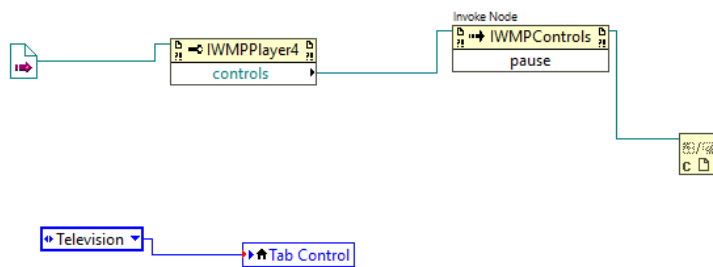 Invoke Node
IWMPPlayer4
IWMPControls
controls
pause
C
Television
Tab Control